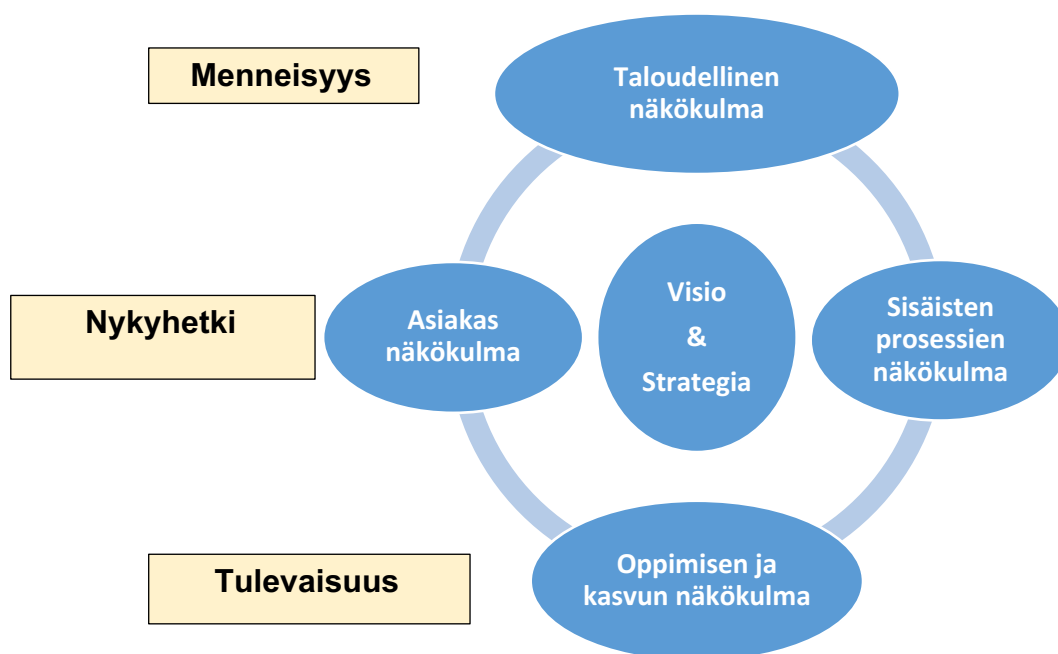 Menneisyys
Taloudellinen
näkökulma
Nykyhetki
Asiakas
näkökulma
Visio
&
Strategia
Sisäisten
prosessien
näkökulma
Tulevaisuus
Oppimisen ja
kasvun näkökulma